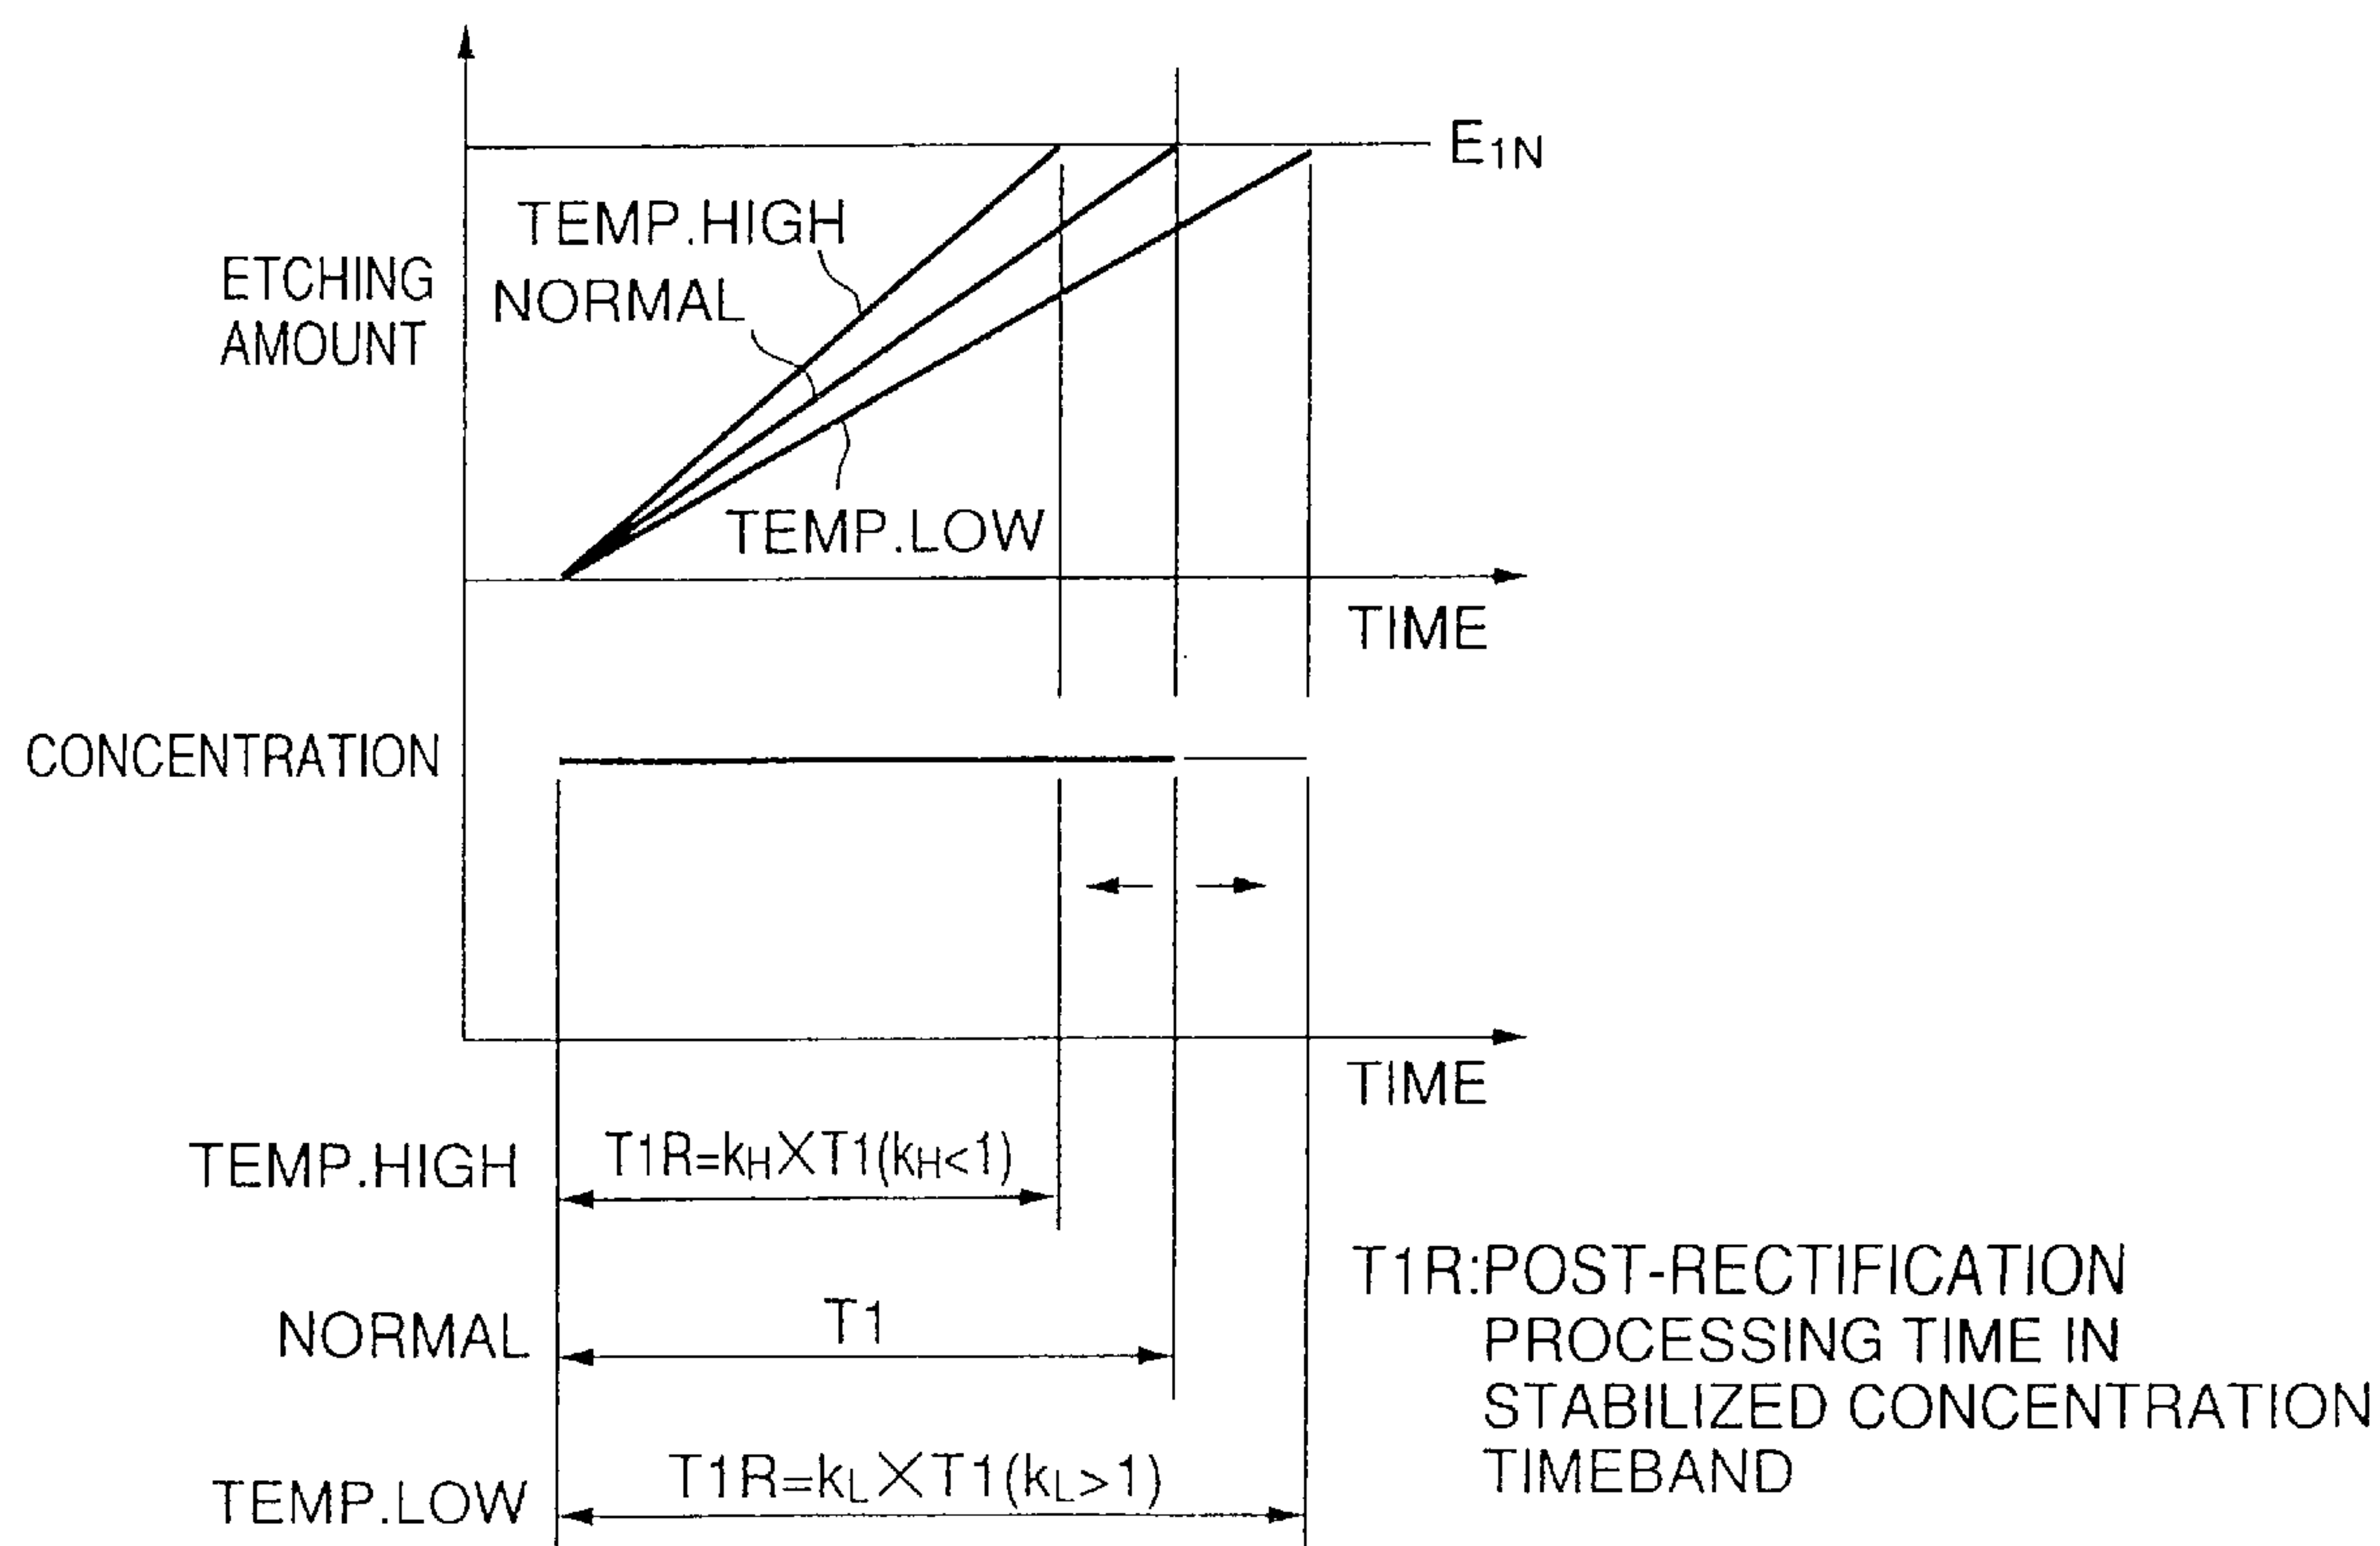 E1N
TEMP.HIGH
ETCHING
AMOUNT
NORMAL
TEMP.LOW
TIME
CONCENTRATION
TIME
TEMP.HIGH
T1R=kH×T1(kH<1)
NORMAL
T1
TEMP.LOW
T1R=kL×T1(kL>1)
T1R:POST-RECTIFICATION
PROCESSING TIME IN
STABILIZED CONCENTRATION
TIMEBAND